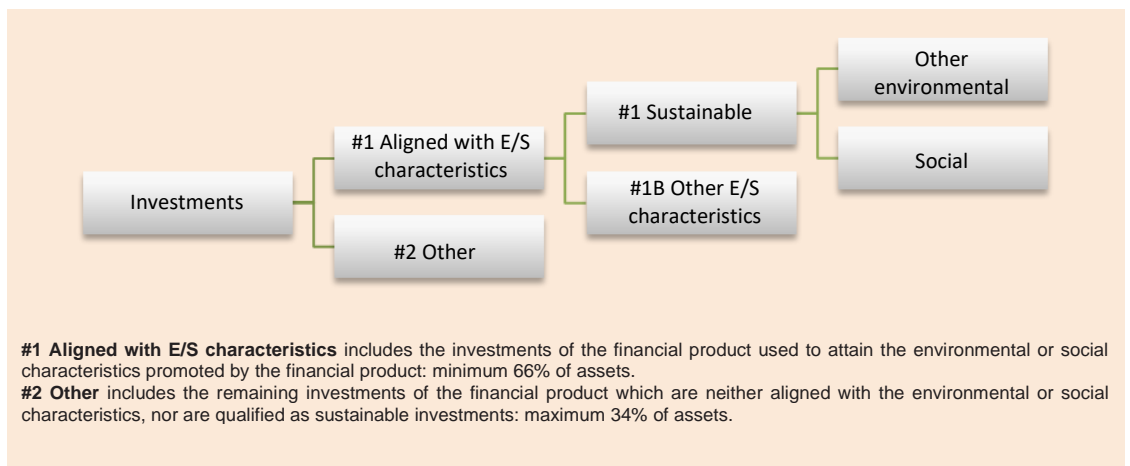 Investments
#1 Aligned with E/S
characteristics
#2 Other
#1 Sustainable
#1B Other E/S
characteristics
Other
environmental
Social
#1 Aligned with E/S characteristics includes the investments of the financial product used to attain the environmental or social
characteristics promoted by the financial product: minimum 66% of assets.
#2 Other includes the remaining investments of the financial product which are neither aligned with the environmental or social
characteristics, nor are qualified as sustainable investments: maximum 34% of assets.